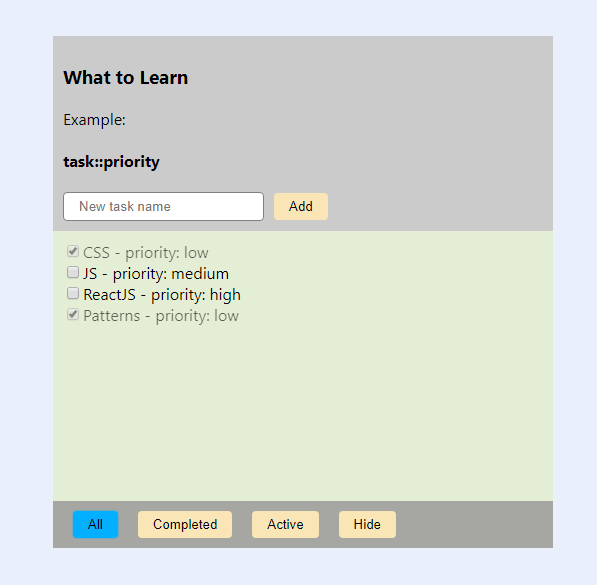 What to Learn
Example:
task::priority
New task name Add
CSS - priority: low
JS - priority: medium
ReactJS - priority: high
Patterns - priority: low
All Completed Active Hide